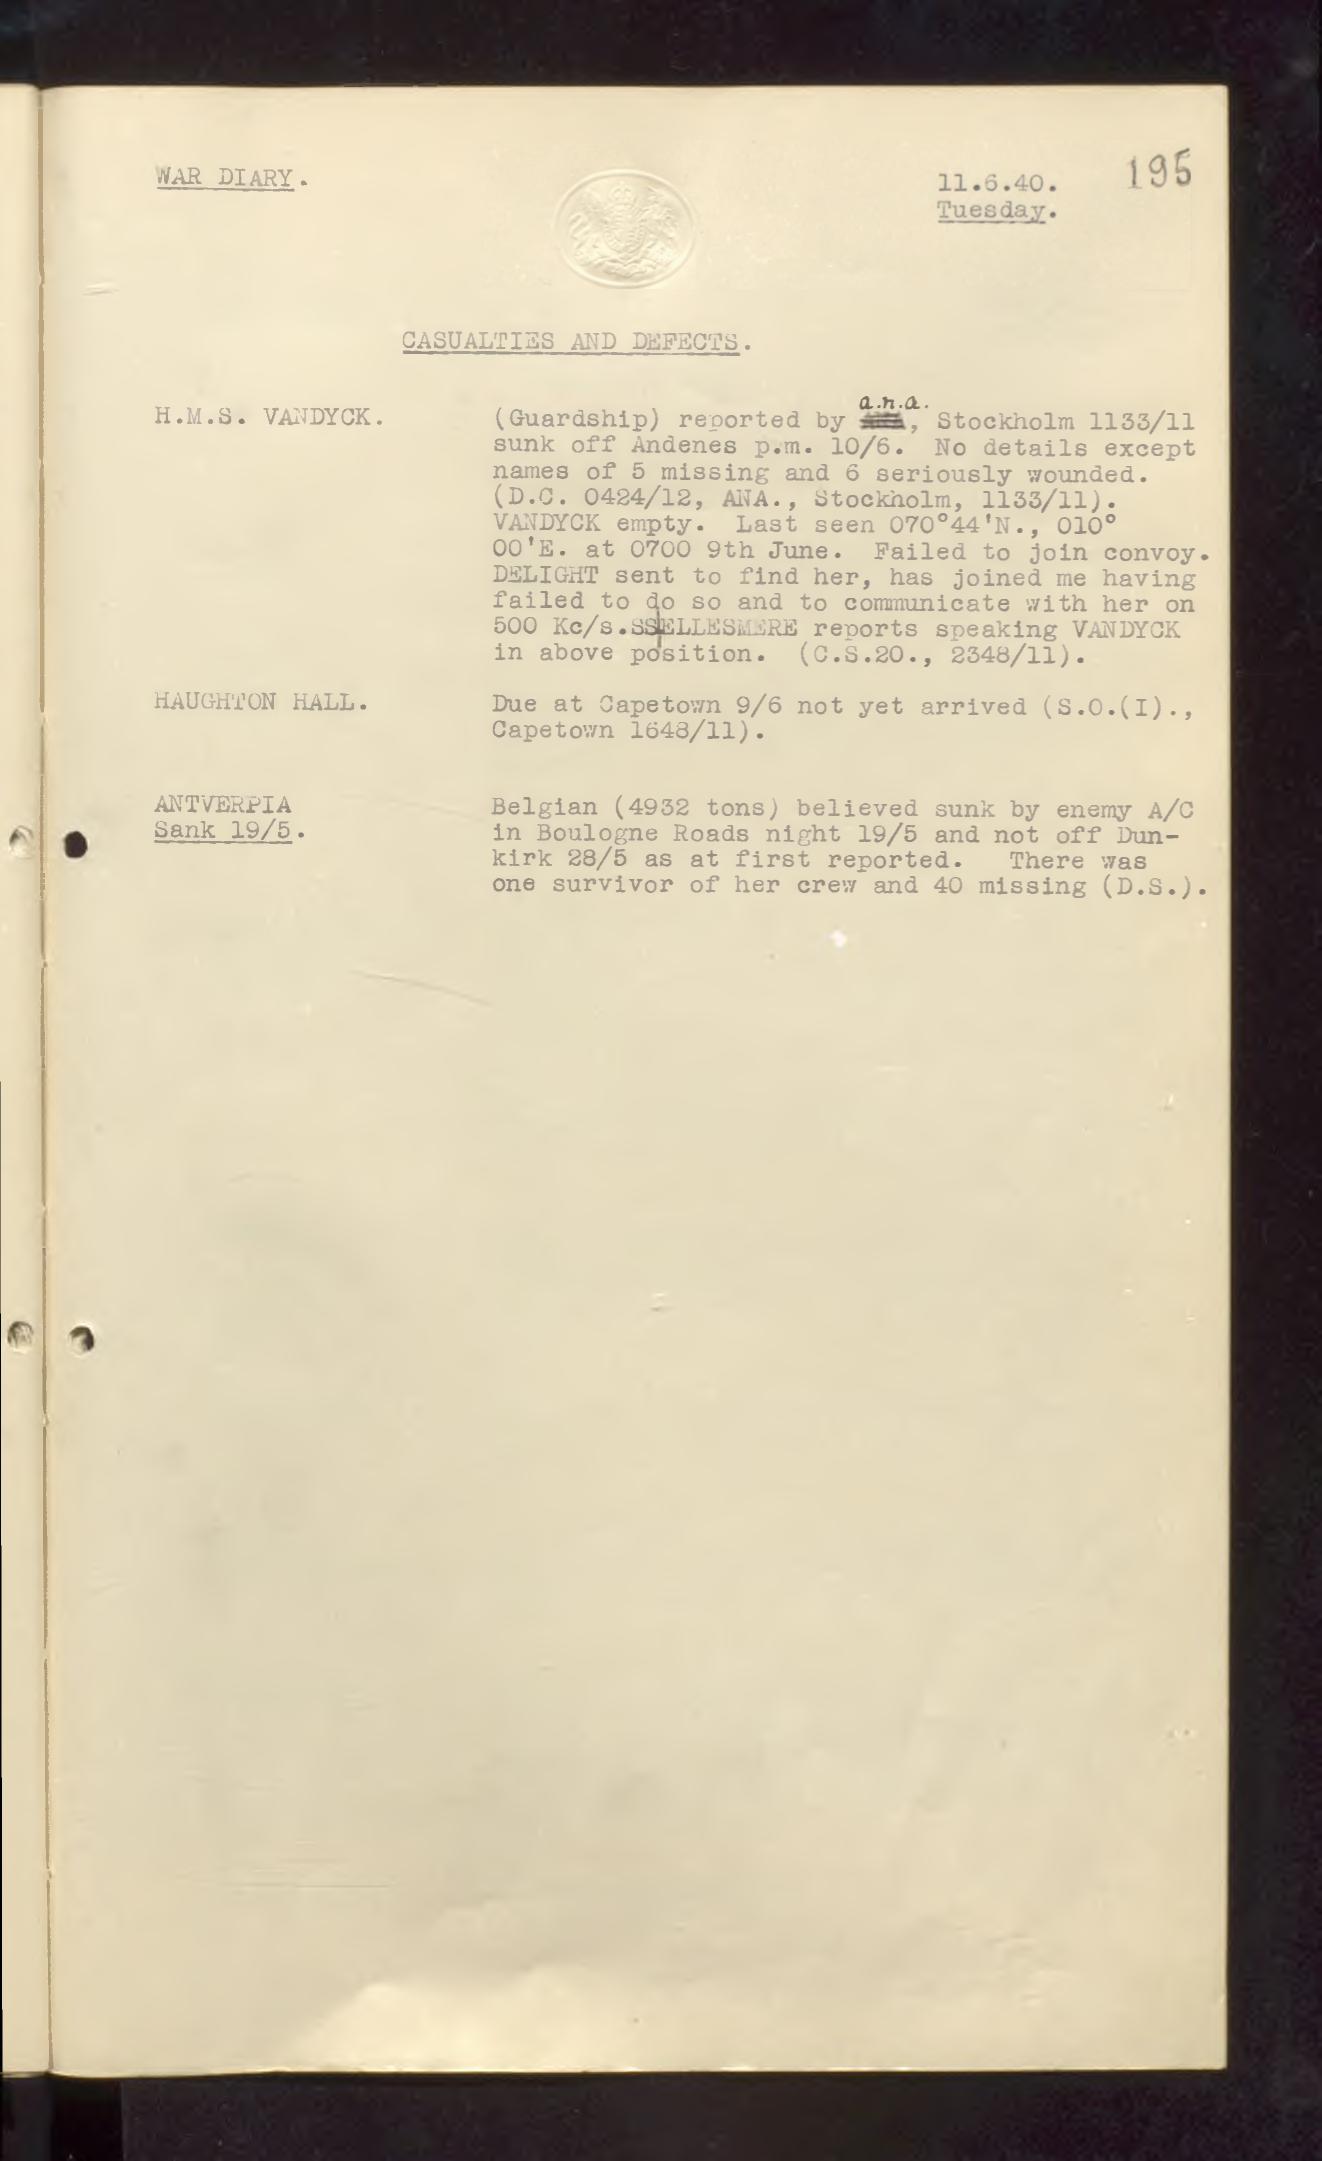 WAR DIARY.
11.6.40.
195
Tuesday.
CASUALTIES AND DEFECTS.
H.M.S. VANDYCK.
a.n.a.
(Guardship) reported by , Stockholm 1133/11
sunk off Andenes p.m. 10/6. No details except
names of 5 missing and 6 seriously wounded.
(D.C. 0424/12, ANA., Stockholm, 1133/11).
VANDYCK empty. Last seen 070°44'N., 010°
00'E. at 0700 9th June. Failed to join convoy.
DELIGHT sent to find her, has joined me having
failed to do so and to communicate with her on
500 Kc/s.SSELLESMERE reports speaking VANDYCK
in above position. (C.S.20., 2348/11).
HAUGHTON HALL.
Due at Capetown 9/6 not yet arrived (S.O.(I).,
Capetown 1648/11).
ANTVERPIA
Sank 19/5.
Belgian (4932 tons) believed sunk by enemy A/C
in Boulogne Roads night 19/5 and not off Dun-
kirk 28/5 as at first reported. There was
one survivor of her crew and 40 missing (D.S.).